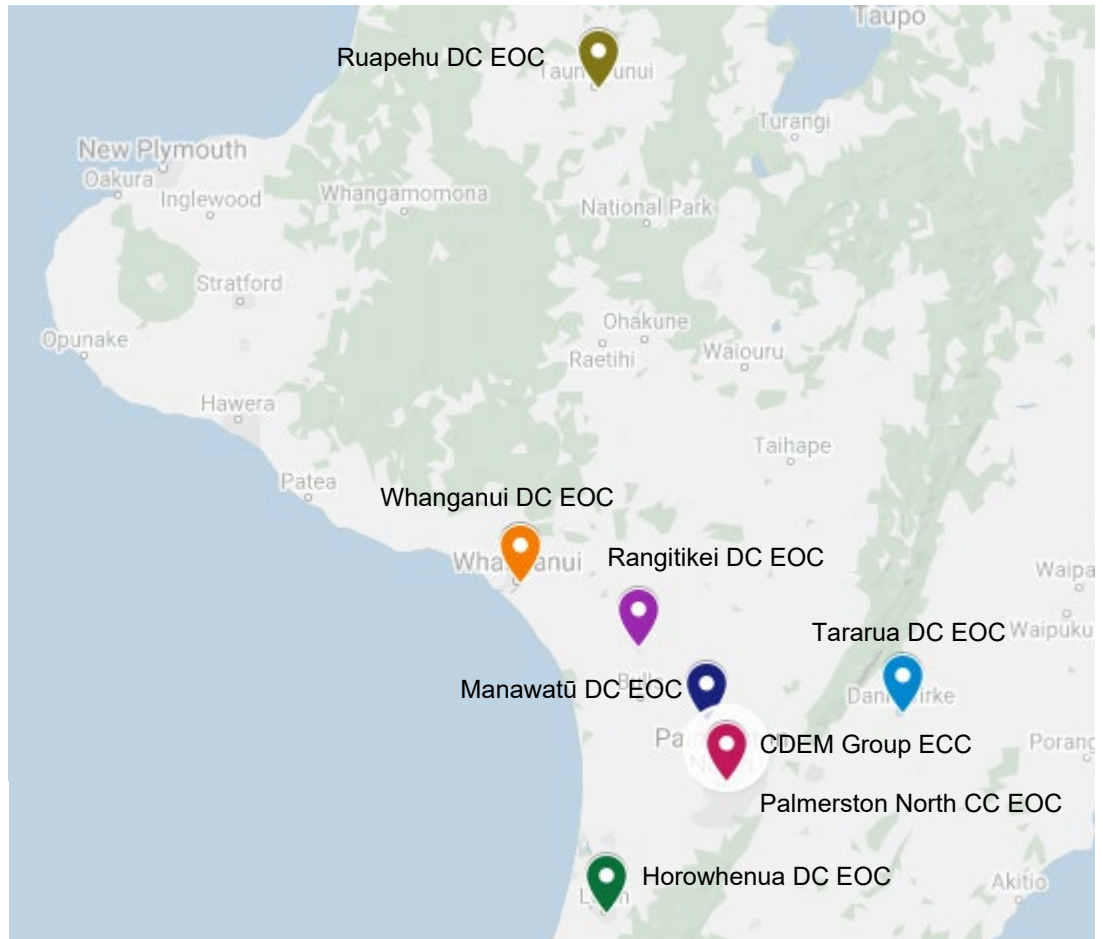 Taupo
Ruapehu DC EOC
Turangi
New Plymouth
Oakura
Inglewood
Whangamomona
National Park
Stratford
Opunake
Ohakune
Raetihi
Waiouru
Hawera
Taihape
Patea
Whanganui DC EOC
Rangitikei DC EOC
Tararua DC EOC
Manawatū DC EOC
CDEM Group ECC
Palmerston North CC EOC
Horowhenua DC EOC
Akitio